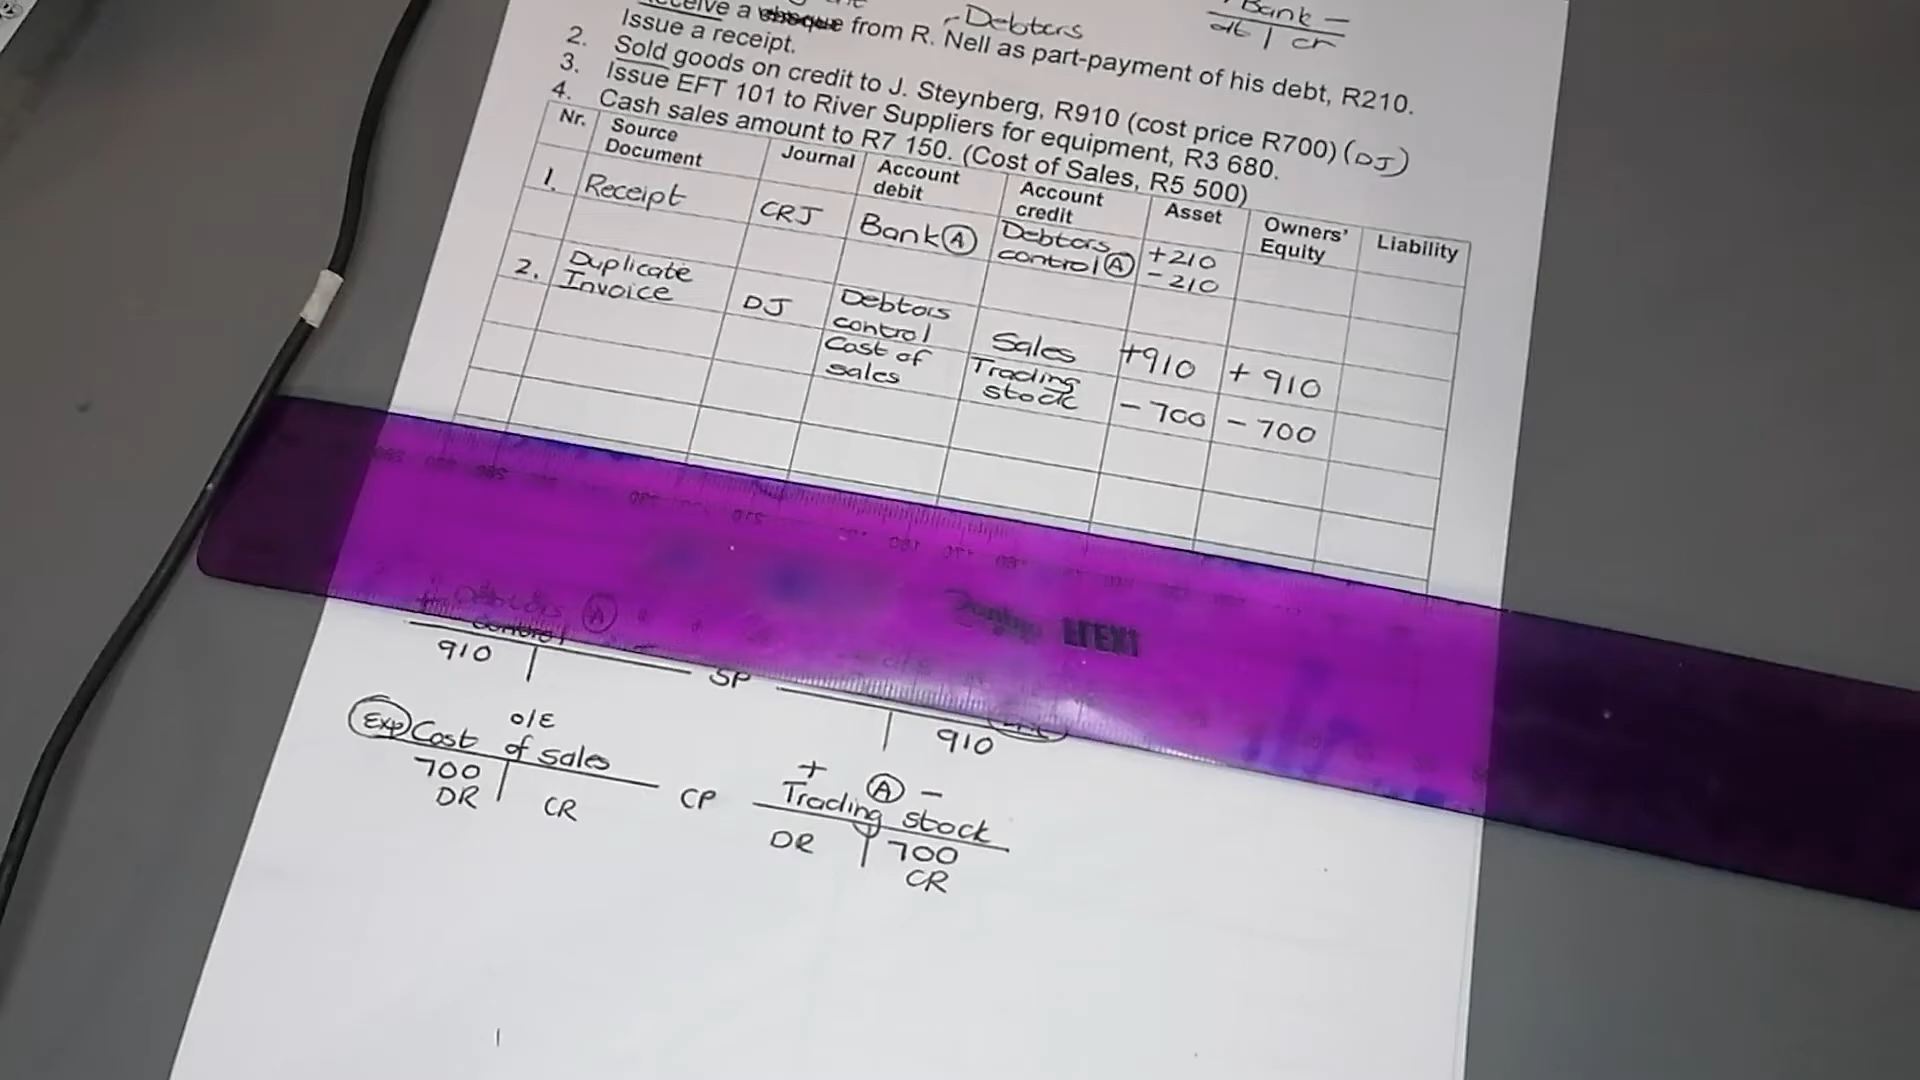 Debtors
Bank -
dt | cr
Receive a cheque from R. Nell as part-payment of his debt, R210.
Issue a receipt.
2. Sold goods on credit to J. Steynberg, R910 (cost price R700) (DJ)
3. Issue EFT 101 to River Suppliers for equipment, R3 680.
4. Cash sales amount to R7 150. (Cost of Sales, R5 500)
Nr. Source Document Journal Account debit Account credit Asset Owners' Equity Liability
1. Receipt CRJ Bank (A) Debtors control (A) +210
-210
2. Duplicate Invoice DJ Debtors control Sales +910 +910
Cost of sales Trading stock -700 -700
Debtors (A)
control
910 SP 910
O/E
(Exp) Cost of sales
700
DR CR
CP
+ (A) -
Trading stock
DR 700
CR